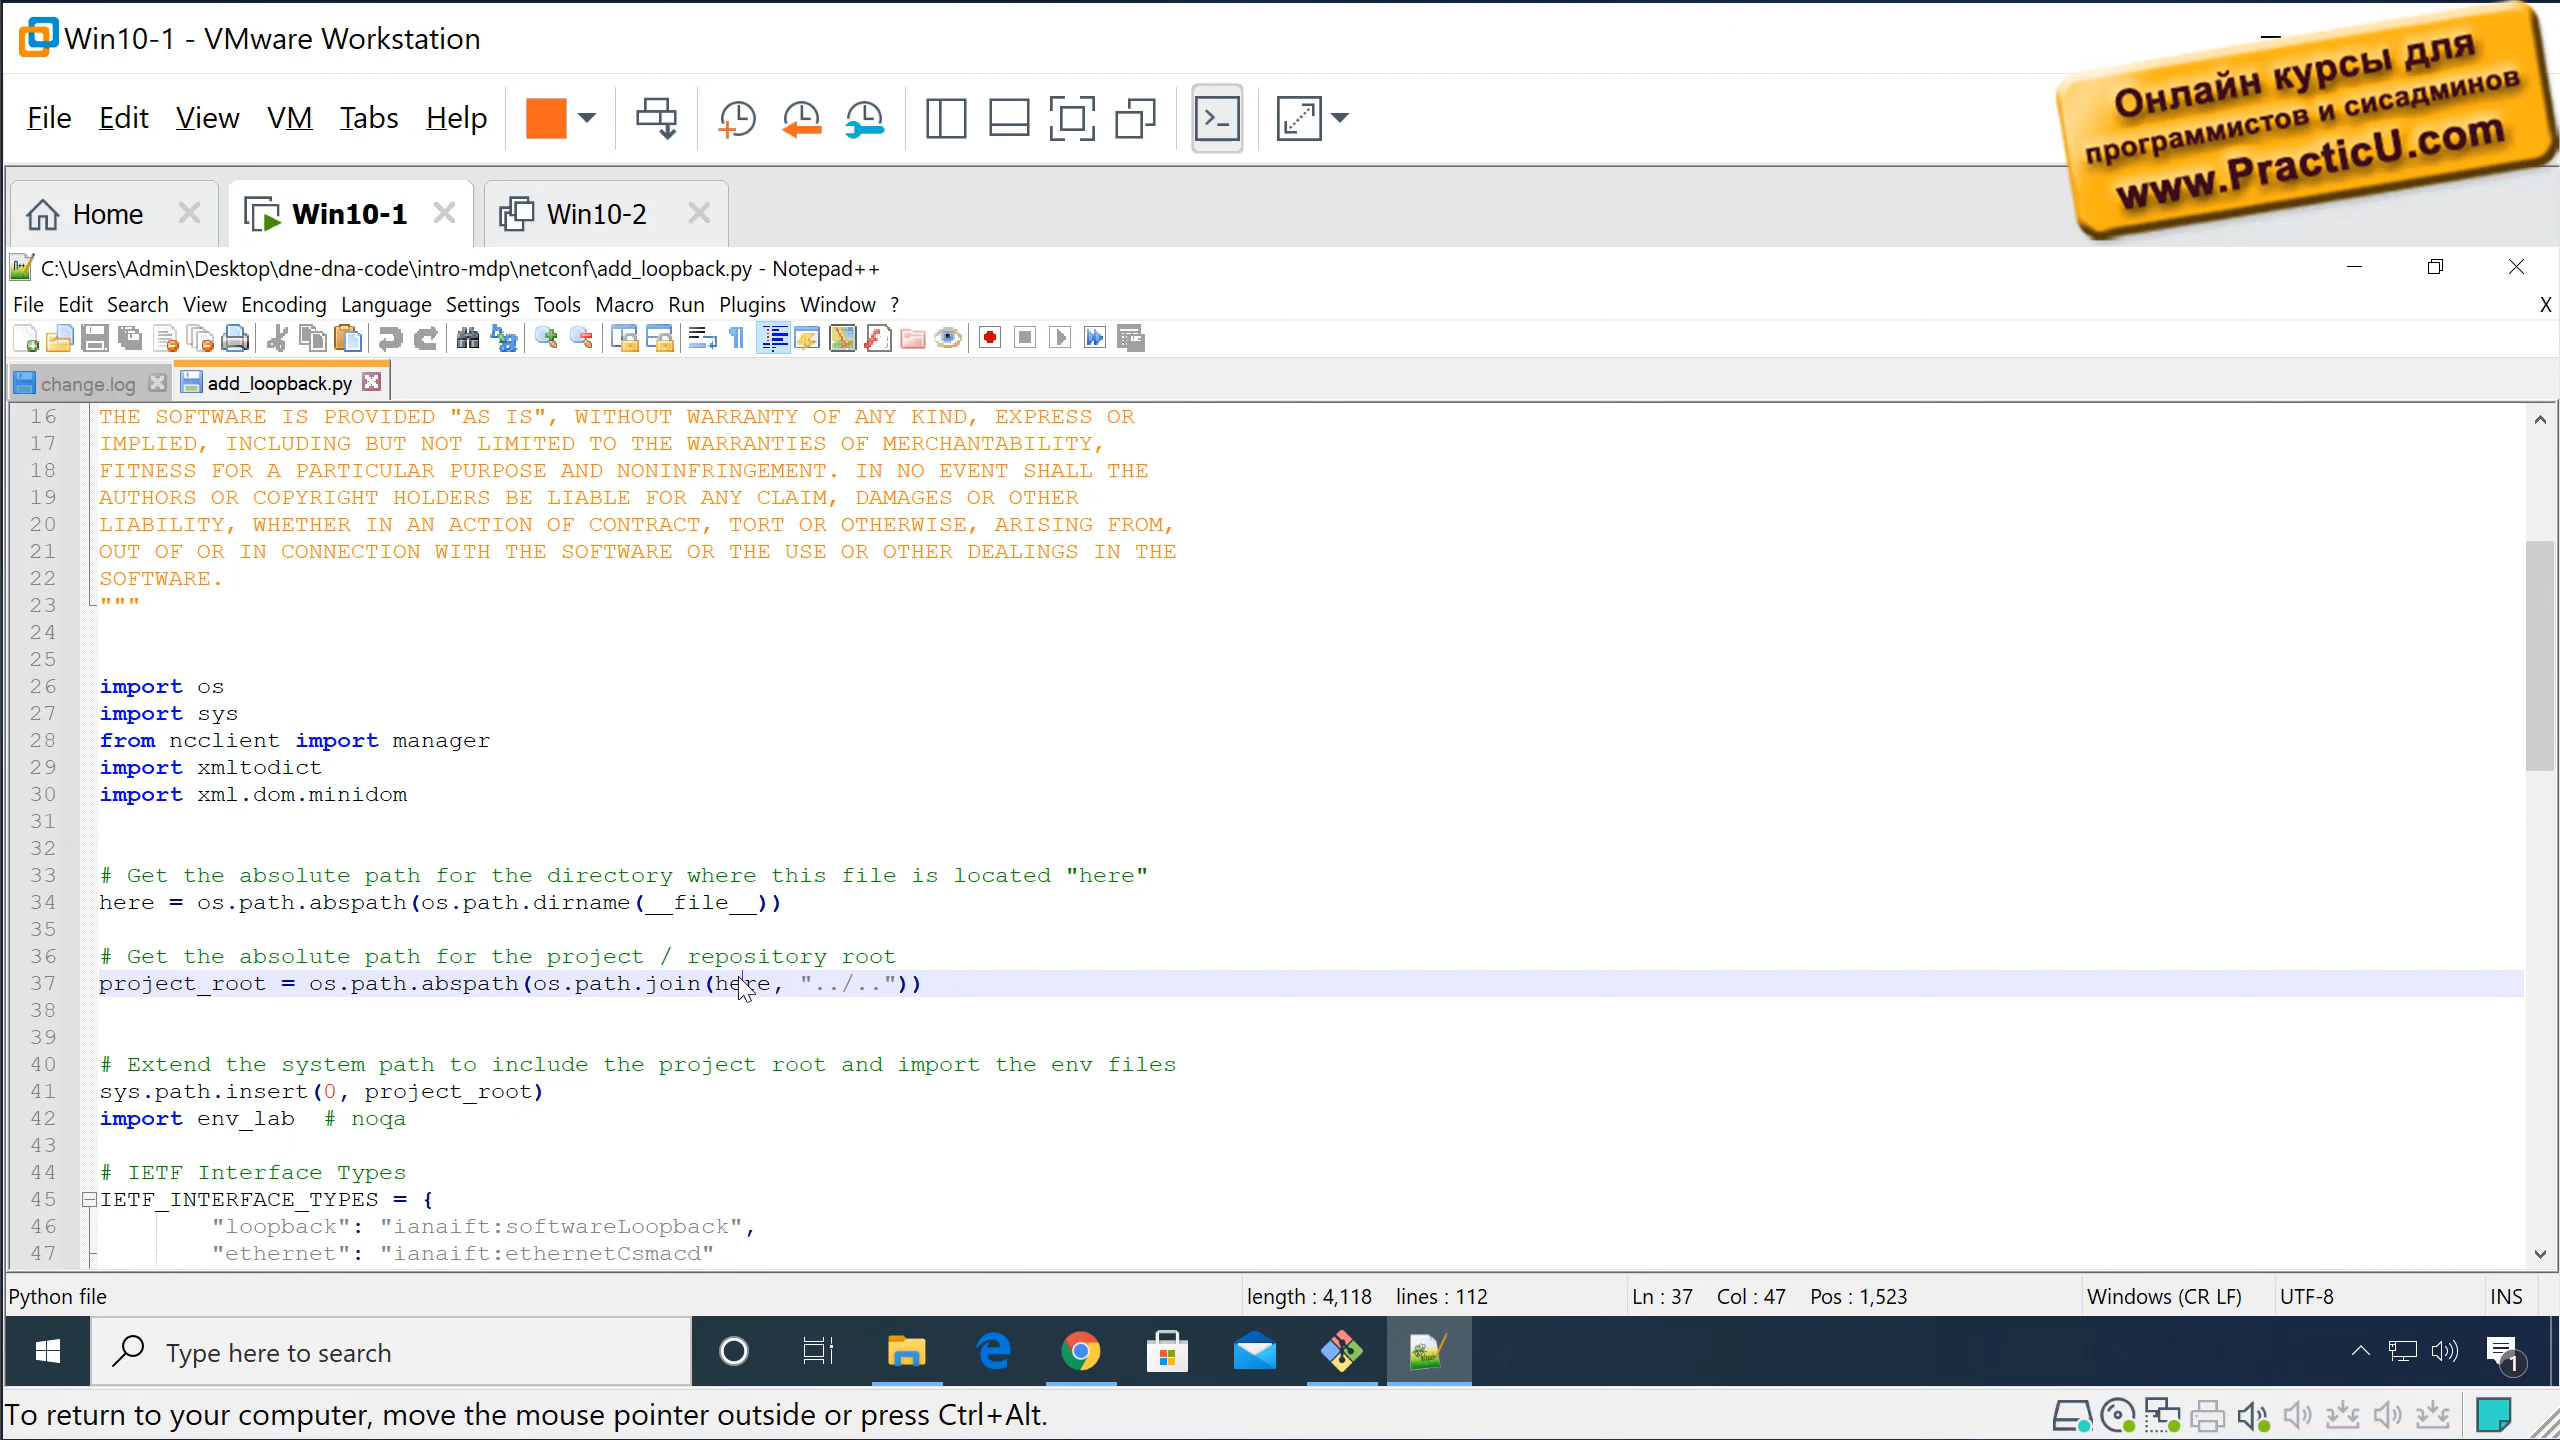 Win10-1 - VMware Workstation
Онлайн курсы для
программистов и сисадминов
www.PracticU.com
File Edit View VM Tabs Help
Home Win10-1 Win10-2
C:\Users\Admin\Desktop\dne-dna-code\intro-mdp\netconf\add_loopback.py - Notepad++
File Edit Search View Encoding Language Settings Tools Macro Run Plugins Window ? X
change.log add_loopback.py
16 THE SOFTWARE IS PROVIDED "AS IS", WITHOUT WARRANTY OF ANY KIND, EXPRESS OR
17 IMPLIED, INCLUDING BUT NOT LIMITED TO THE WARRANTIES OF MERCHANTABILITY,
18 FITNESS FOR A PARTICULAR PURPOSE AND NONINFRINGEMENT. IN NO EVENT SHALL THE
19 AUTHORS OR COPYRIGHT HOLDERS BE LIABLE FOR ANY CLAIM, DAMAGES OR OTHER
20 LIABILITY, WHETHER IN AN ACTION OF CONTRACT, TORT OR OTHERWISE, ARISING FROM,
21 OUT OF OR IN CONNECTION WITH THE SOFTWARE OR THE USE OR OTHER DEALINGS IN THE
22 SOFTWARE.
23 """
24
25
26 import os
27 import sys
28 from ncclient import manager
29 import xmltodict
30 import xml.dom.minidom
31
32
33 # Get the absolute path for the directory where this file is located "here"
34 here = os.path.abspath(os.path.dirname(__file__))
35
36 # Get the absolute path for the project / repository root
37 project_root = os.path.abspath(os.path.join(here, "../.."))
38
39
40 # Extend the system path to include the project root and import the env files
41 sys.path.insert(0, project_root)
42 import env_lab  # noqa
43
44 # IETF Interface Types
45 IETF_INTERFACE_TYPES = {
46 "loopback": "ianaift:softwareLoopback",
47 "ethernet": "ianaift:ethernetCsmacd"
Python file length : 4,118 lines : 112 Ln : 37 Col : 47 Pos : 1,523 Windows (CR LF) UTF-8 INS
Type here to search 1
To return to your computer, move the mouse pointer outside or press Ctrl+Alt.